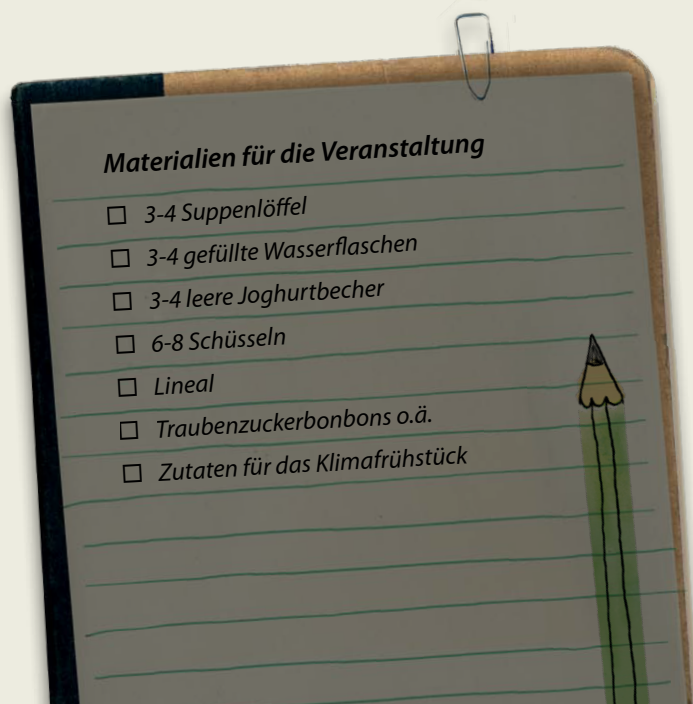 Materialien für die Veranstaltung
☐ 3-4 Suppenlöffel
☐ 3-4 gefüllte Wasserflaschen
☐ 3-4 leere Joghurtbecher
☐ 6-8 Schüsseln
☐ Lineal
☐ Traubenzuckerbonbons o.ä.
☐ Zutaten für das Klimafrühstück